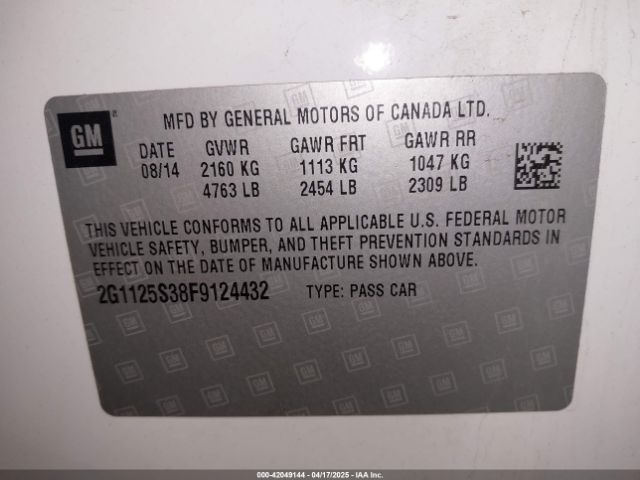 GM
MFD BY GENERAL MOTORS OF CANADA LTD.
DATE GVWR GAWR FRT GAWR RR
08/14 2160 KG 1113 KG 1047 KG
4763 LB 2454 LB 2309 LB
THIS VEHICLE CONFORMS TO ALL APPLICABLE U.S. FEDERAL MOTOR
VEHICLE SAFETY, BUMPER, AND THEFT PREVENTION STANDARDS IN
EFFECT ON THE DATE OF MANUFACTURE SHOWN ABOVE.
2G1125S38F9124432 TYPE: PASS CAR
000-42049144 - 04/17/2025 - IAA Inc.